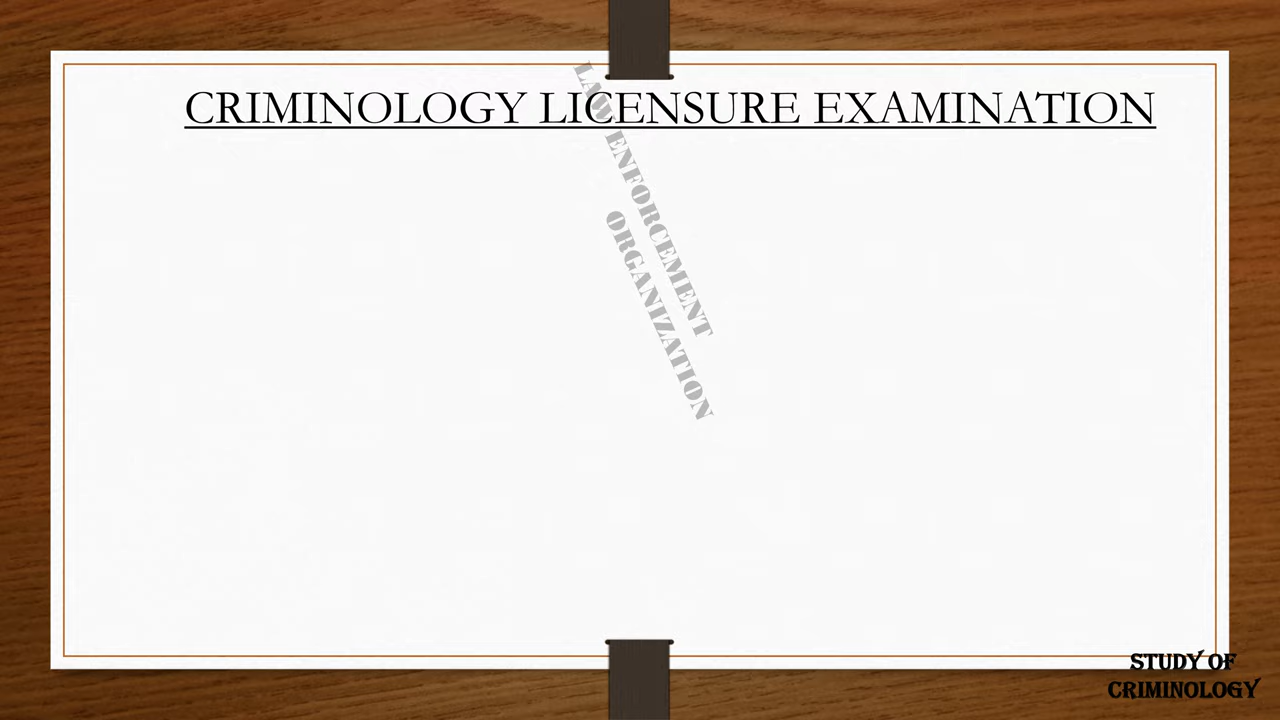 CRIMINOLOGY LICENSURE EXAMINATION
LAW ENFORCEMENT
ORGANIZATION
STUDY OF
CRIMINOLOGY